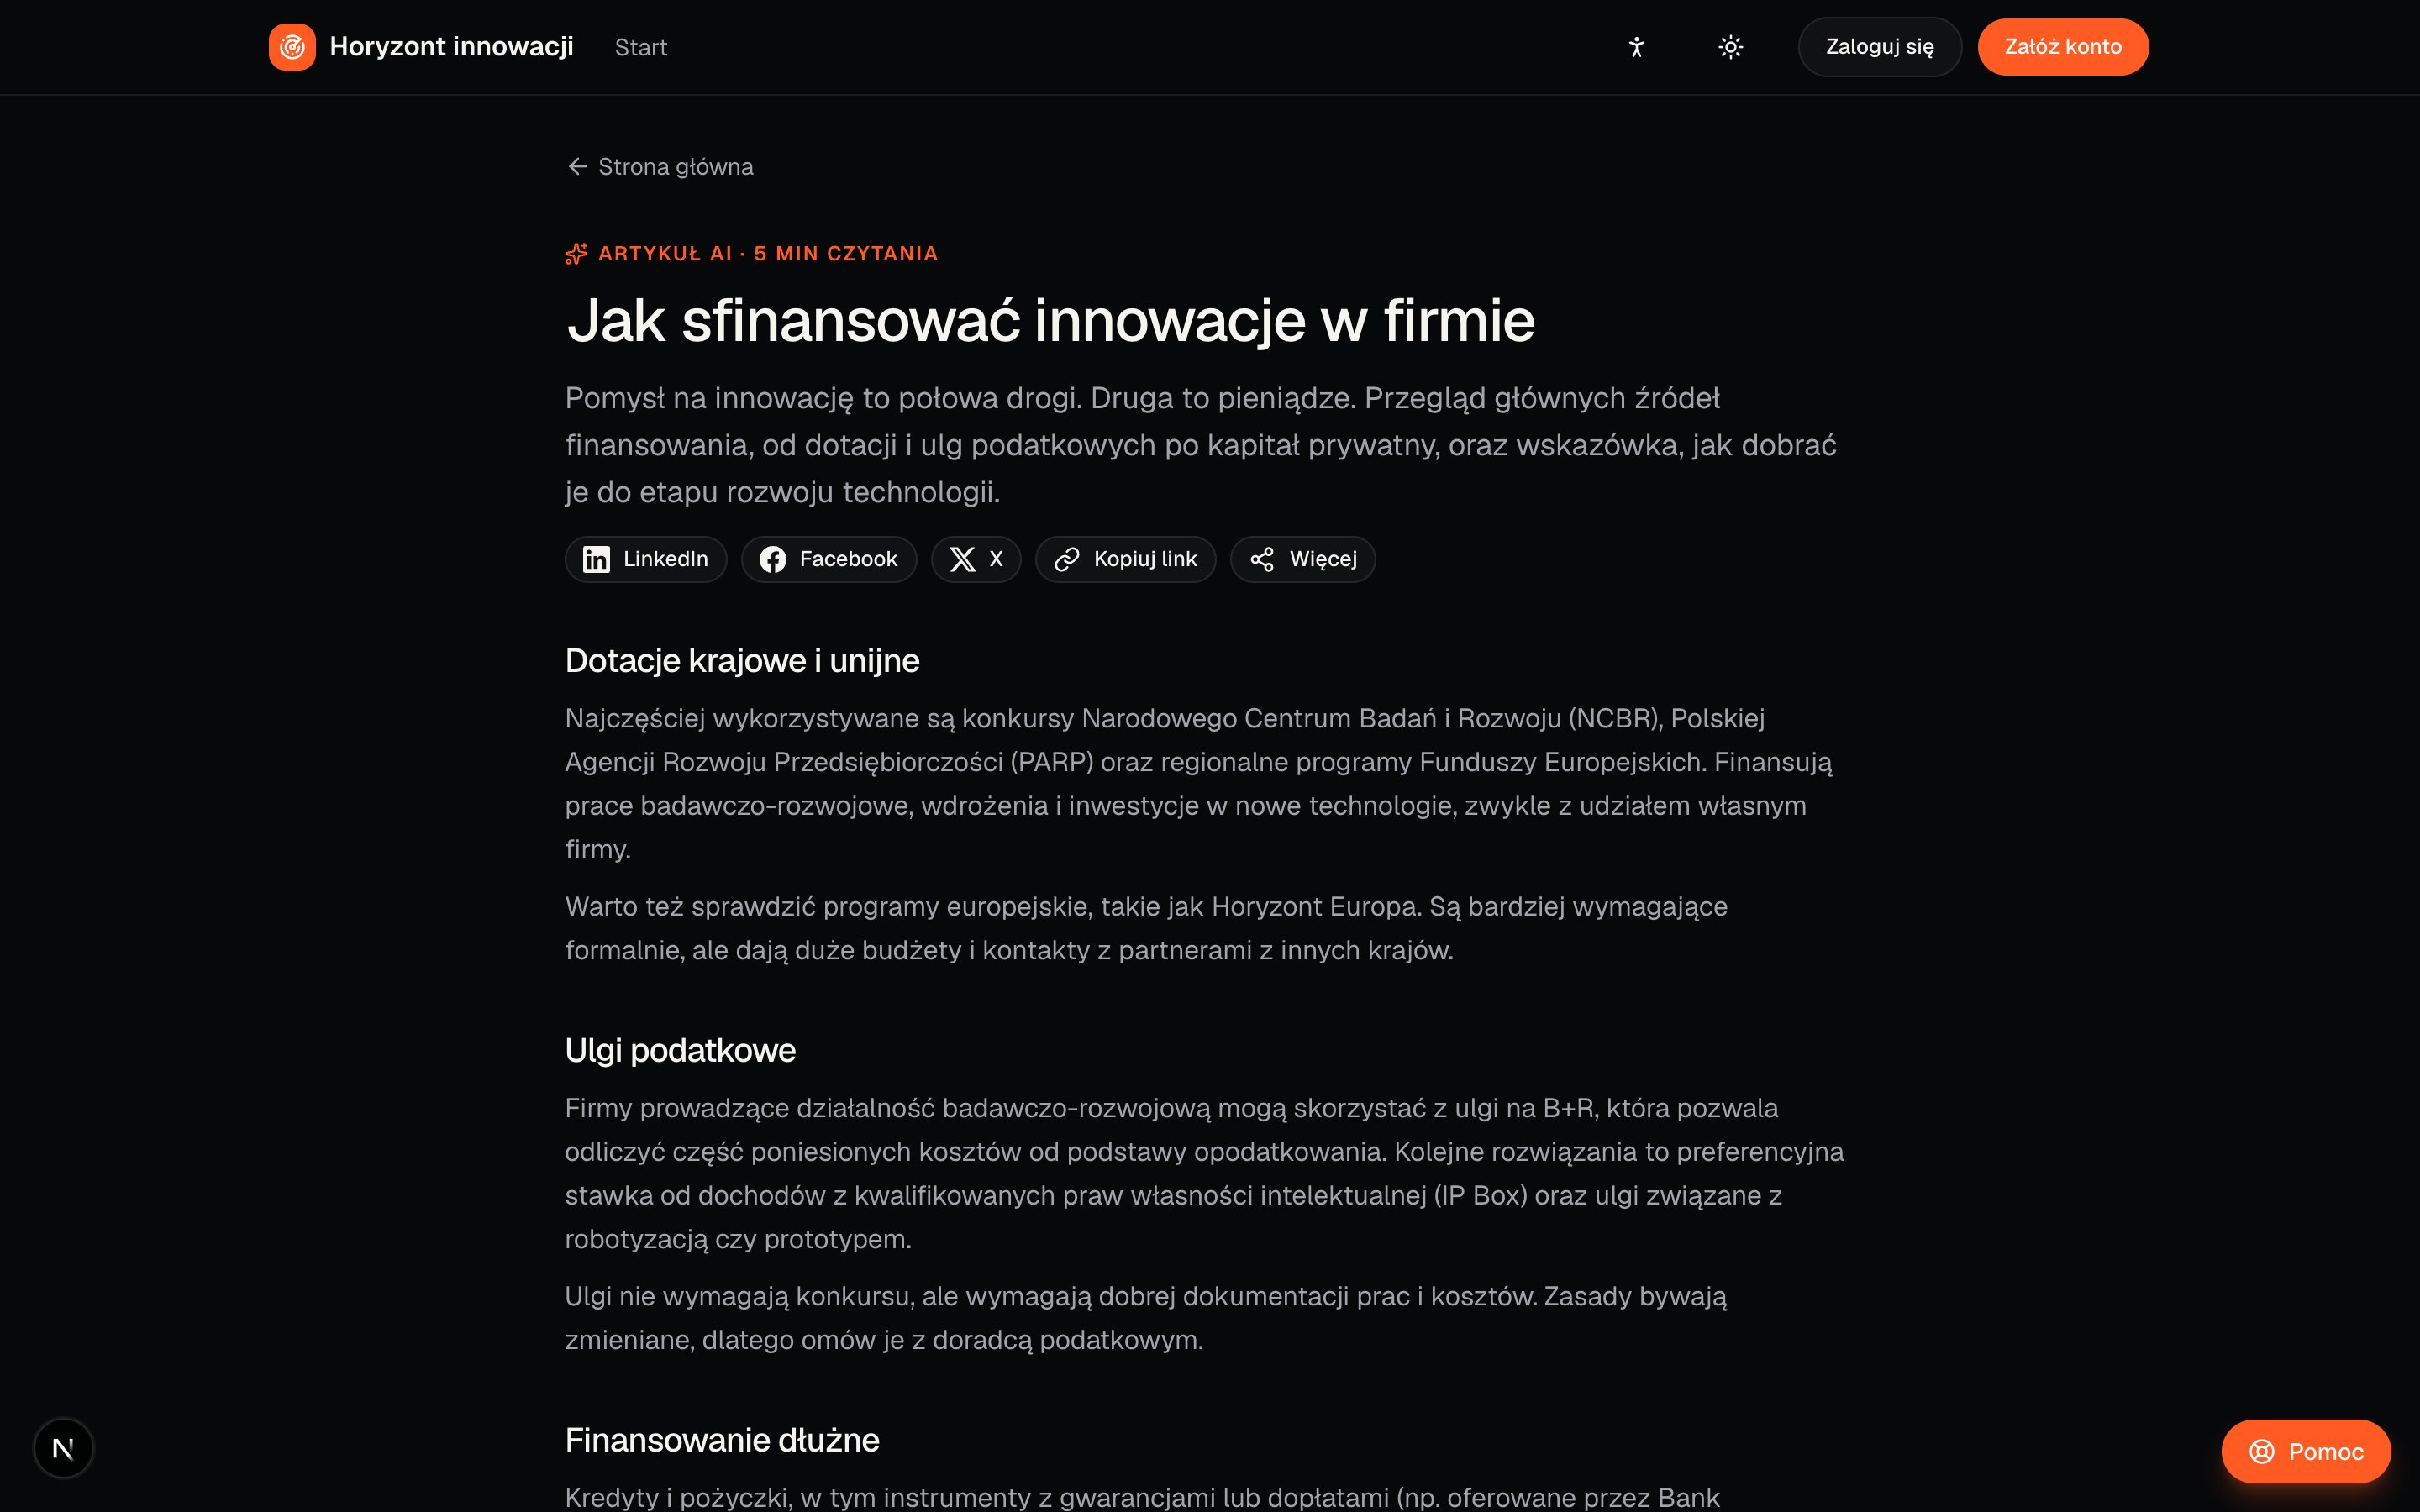 Horyzont innowacji
Start
Zaloguj się
Załóż konto
Strona główna
ARTYKUŁ AI · 5 MIN CZYTANIA
Jak sfinansować innowacje w firmie
Pomysł na innowację to połowa drogi. Druga to pieniądze. Przegląd głównych źródeł
finansowania, od dotacji i ulg podatkowych po kapitał prywatny, oraz wskazówka, jak dobrać
je do etapu rozwoju technologii.
LinkedIn
Facebook
X
Kopiuj link
Więcej
Dotacje krajowe i unijne
Najczęściej wykorzystywane są konkursy Narodowego Centrum Badań i Rozwoju (NCBR), Polskiej
Agencji Rozwoju Przedsiębiorczości (PARP) oraz regionalne programy Funduszy Europejskich. Finansują
prace badawczo-rozwojowe, wdrożenia i inwestycje w nowe technologie, zwykle z udziałem własnym
firmy.
Warto też sprawdzić programy europejskie, takie jak Horyzont Europa. Są bardziej wymagające
formalnie, ale dają duże budżety i kontakty z partnerami z innych krajów.
Ulgi podatkowe
Firmy prowadzące działalność badawczo-rozwojową mogą skorzystać z ulgi na B+R, która pozwala
odliczyć część poniesionych kosztów od podstawy opodatkowania. Kolejne rozwiązania to preferencyjna
stawka od dochodów z kwalifikowanych praw własności intelektualnej (IP Box) oraz ulgi związane z
robotyzacją czy prototypem.
Ulgi nie wymagają konkursu, ale wymagają dobrej dokumentacji prac i kosztów. Zasady bywają
zmieniane, dlatego omów je z doradcą podatkowym.
Finansowanie dłużne
Kredyty i pożyczki, w tym instrumenty z gwarancjami lub dopłatami (np. oferowane przez Bank
N
Pomoc